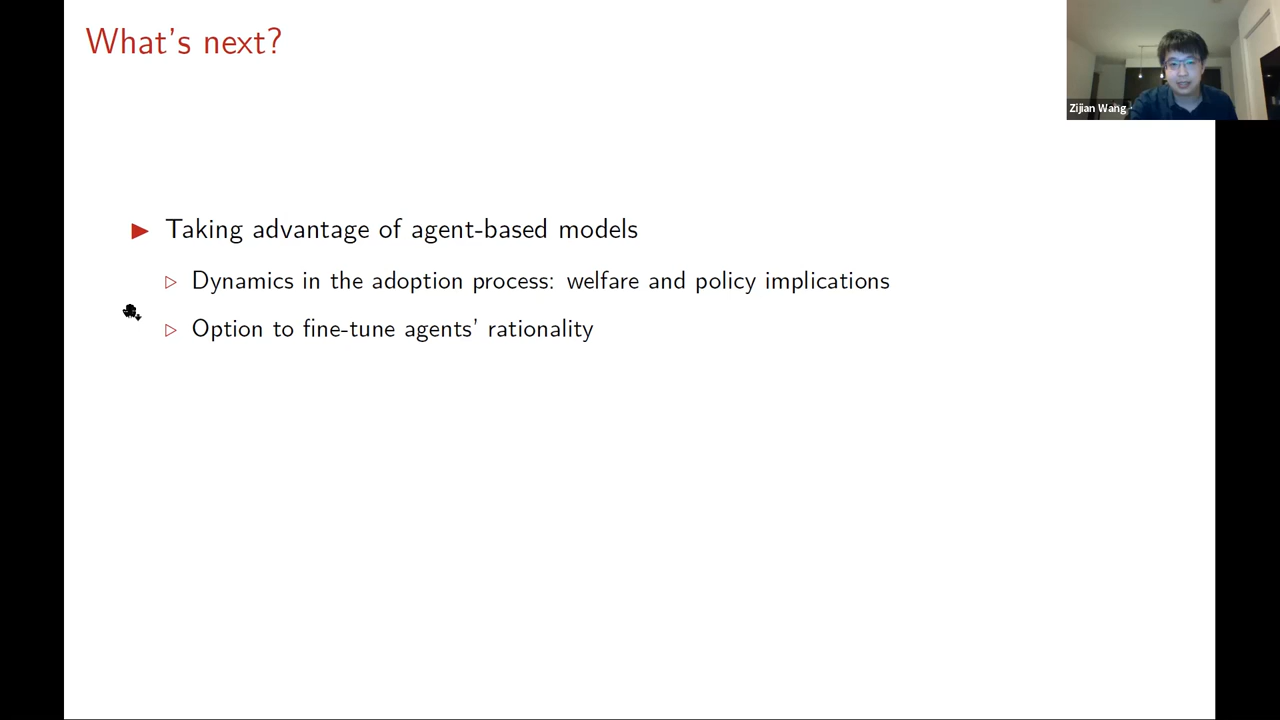 What's next?
Zijian Wang
Taking advantage of agent-based models
Dynamics in the adoption process: welfare and policy implications
Option to fine-tune agents' rationality